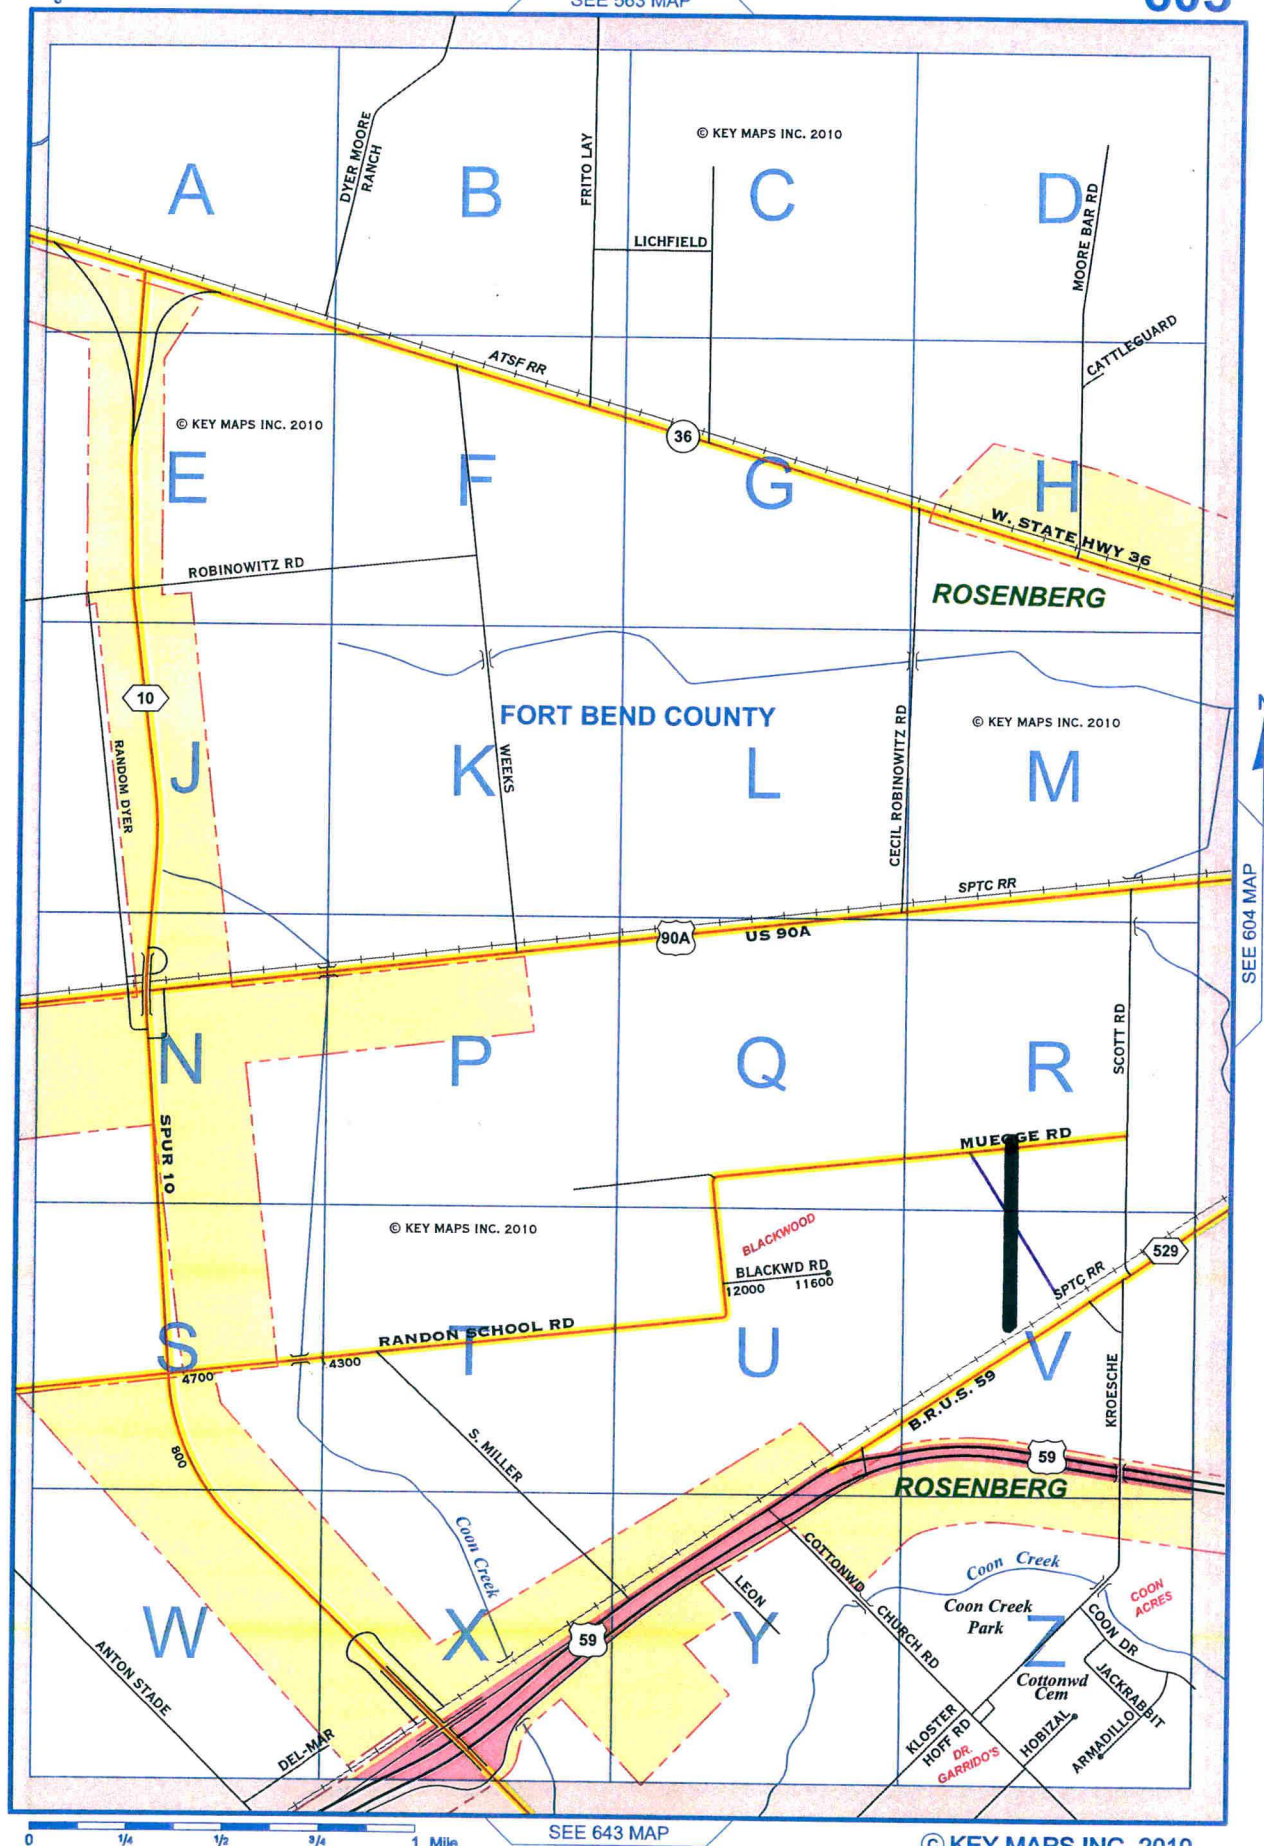 SEE 563 MAP
© KEY MAPS INC. 2010
A
DYER MOORE
RANCH
B
FRITO LAY
C
D
MOORE BAR RD
LICHFIELD
CATTLEGUARD
ATSF RR
© KEY MAPS INC. 2010
36
E
F
G
H
W. STATE HWY 36
ROBINOWITZ RD
ROSENBERG
10
FORT BEND COUNTY
© KEY MAPS INC. 2010
N
RANDOM DYER
J
K
WEEKS
L
CECIL ROBINOWITZ RD
M
SPTC RR
90A
US 90A
SEE 604 MAP
N
P
Q
R
SCOTT RD
SPUR 10
© KEY MAPS INC. 2010
BLACKWOOD
BLACKWD RD
12000 11600
529
SPTC RR
RANDON SCHOOL RD
S
T
U
V
4300
4700
800
S. MILLER
B.R.U.S. 59
KROESCHE
59
ROSENBERG
Coon Creek
COTTONWD
CHURCH RD
LEON
Coon Creek
Coon Creek
Park
COON
ACRES
COON DR
W
X
59
Y
Z
ANTON STADE
DEL-MAR
Cottonwd
Cem
JACKRABBIT
ARMADILLO
HOBIZAL
KLOSTER
HOFF RD
DR.
GARRIDO'S
0 1/4 1/2 3/4 1 Mile
SEE 643 MAP
© KEY MAPS INC. 2010